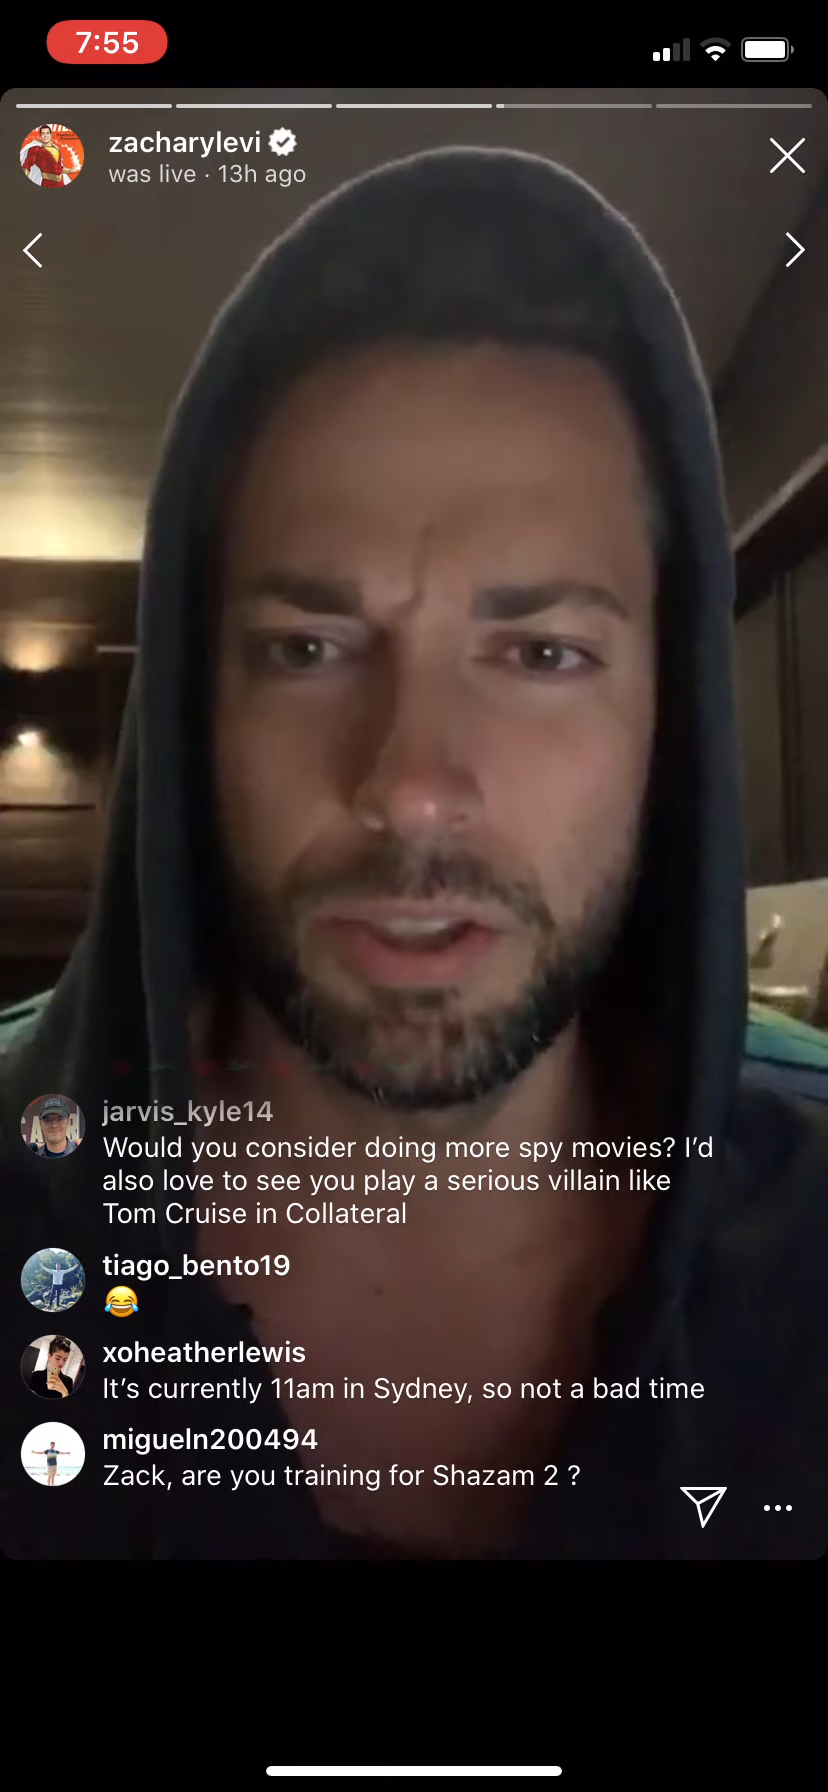 7:55
zacharylevi
was live · 13h ago
jarvis_kyle14
Would you consider doing more spy movies? I’d
also love to see you play a serious villain like
Tom Cruise in Collateral
tiago_bento19
😂
xoheatherlewis
It’s currently 11am in Sydney, so not a bad time
migueln200494
Zack, are you training for Shazam 2 ?